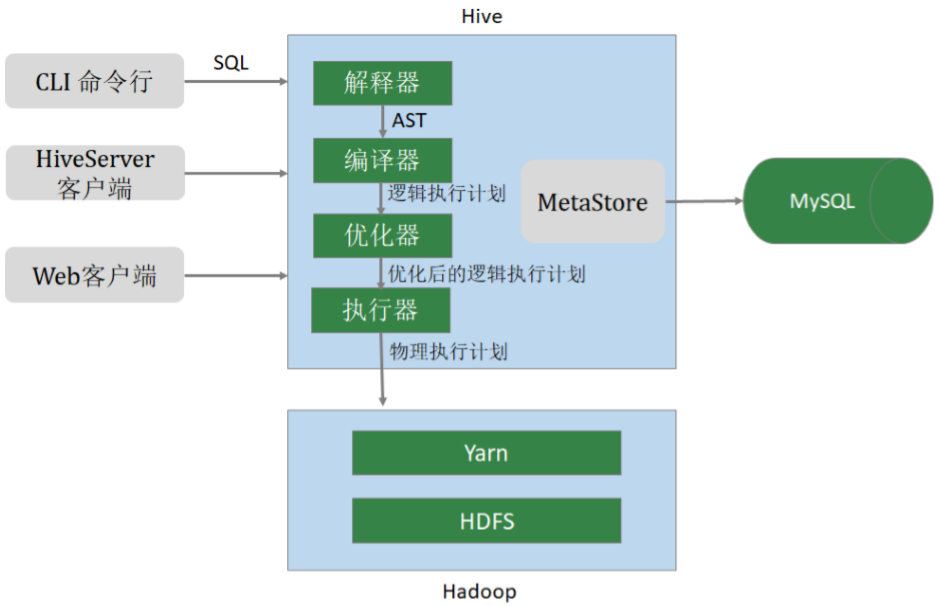 Hive
CLI 命令行
SQL
解释器
AST
HiveServer
客户端
编译器
逻辑执行计划
MetaStore
MySQL
优化器
Web客户端
优化后的逻辑执行计划
执行器
物理执行计划
Yarn
HDFS
Hadoop